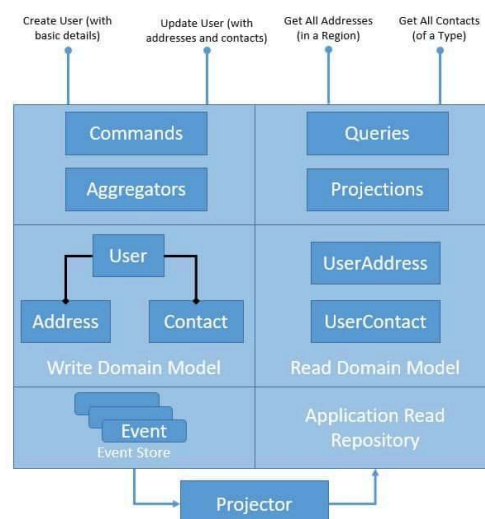 Create User (with
basic details)
Update User (with
addresses and contacts)
Get All Addresses
(in a Region)
Get All Contacts
(of a Type)
Commands
Queries
Aggregators
Projections
User
UserAddress
Address
Contact
UserContact
Write Domain Model
Read Domain Model
Event
Event Store
Application Read
Repository
Projector